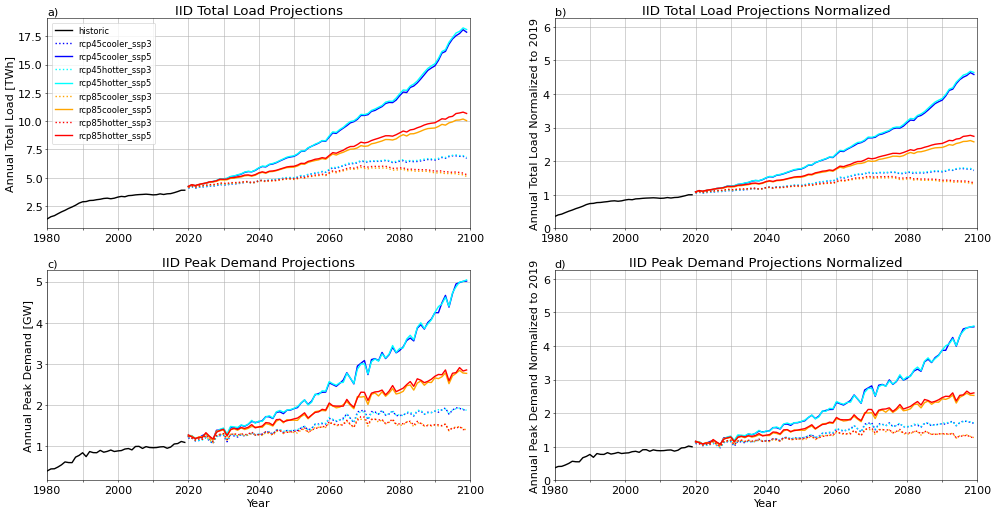 a)
IID Total Load Projections
Annual Total Load [TWh]
17.5
15.0
12.5
10.0
7.5
5.0
2.5
historic
rcp45cooler_ssp3
rcp45cooler_ssp5
rcp45hotter_ssp3
rcp45hotter_ssp5
rcp85cooler_ssp3
rcp85cooler_ssp5
rcp85hotter_ssp3
rcp85hotter_ssp5
1980 2000 2020 2040 2060 2080 2100
b)
IID Total Load Projections Normalized
Annual Total Load Normalized to 2019
6
5
4
3
2
1
0
1980 2000 2020 2040 2060 2080 2100
c)
IID Peak Demand Projections
Annual Peak Demand [GW]
5
4
3
2
1
1980 2000 2020 2040 2060 2080 2100
Year
d)
IID Peak Demand Projections Normalized
Annual Peak Demand Normalized to 2019
6
5
4
3
2
1
0
1980 2000 2020 2040 2060 2080 2100
Year